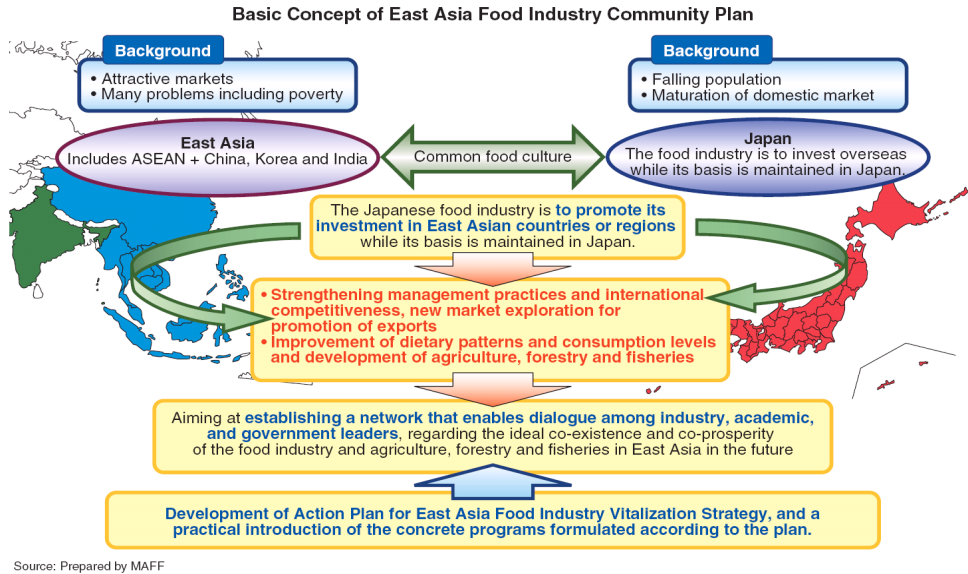 Basic Concept of East Asia Food Industry Community Plan
Background
• Attractive markets
• Many problems including poverty
Background
• Falling population
• Maturation of domestic market
East Asia
Includes ASEAN + China, Korea and India
Common food culture
Japan
The food industry is to invest overseas
while its basis is maintained in Japan.
The Japanese food industry is to promote its
investment in East Asian countries or regions
while its basis is maintained in Japan.
• Strengthening management practices and international
competitiveness, new market exploration for
promotion of exports
• Improvement of dietary patterns and consumption levels
and development of agriculture, forestry and fisheries
Aiming at establishing a network that enables dialogue among industry, academic,
and government leaders, regarding the ideal co-existence and co-prosperity
of the food industry and agriculture, forestry and fisheries in East Asia in the future
Development of Action Plan for East Asia Food Industry Vitalization Strategy, and a
practical introduction of the concrete programs formulated according to the plan.
Source: Prepared by MAFF